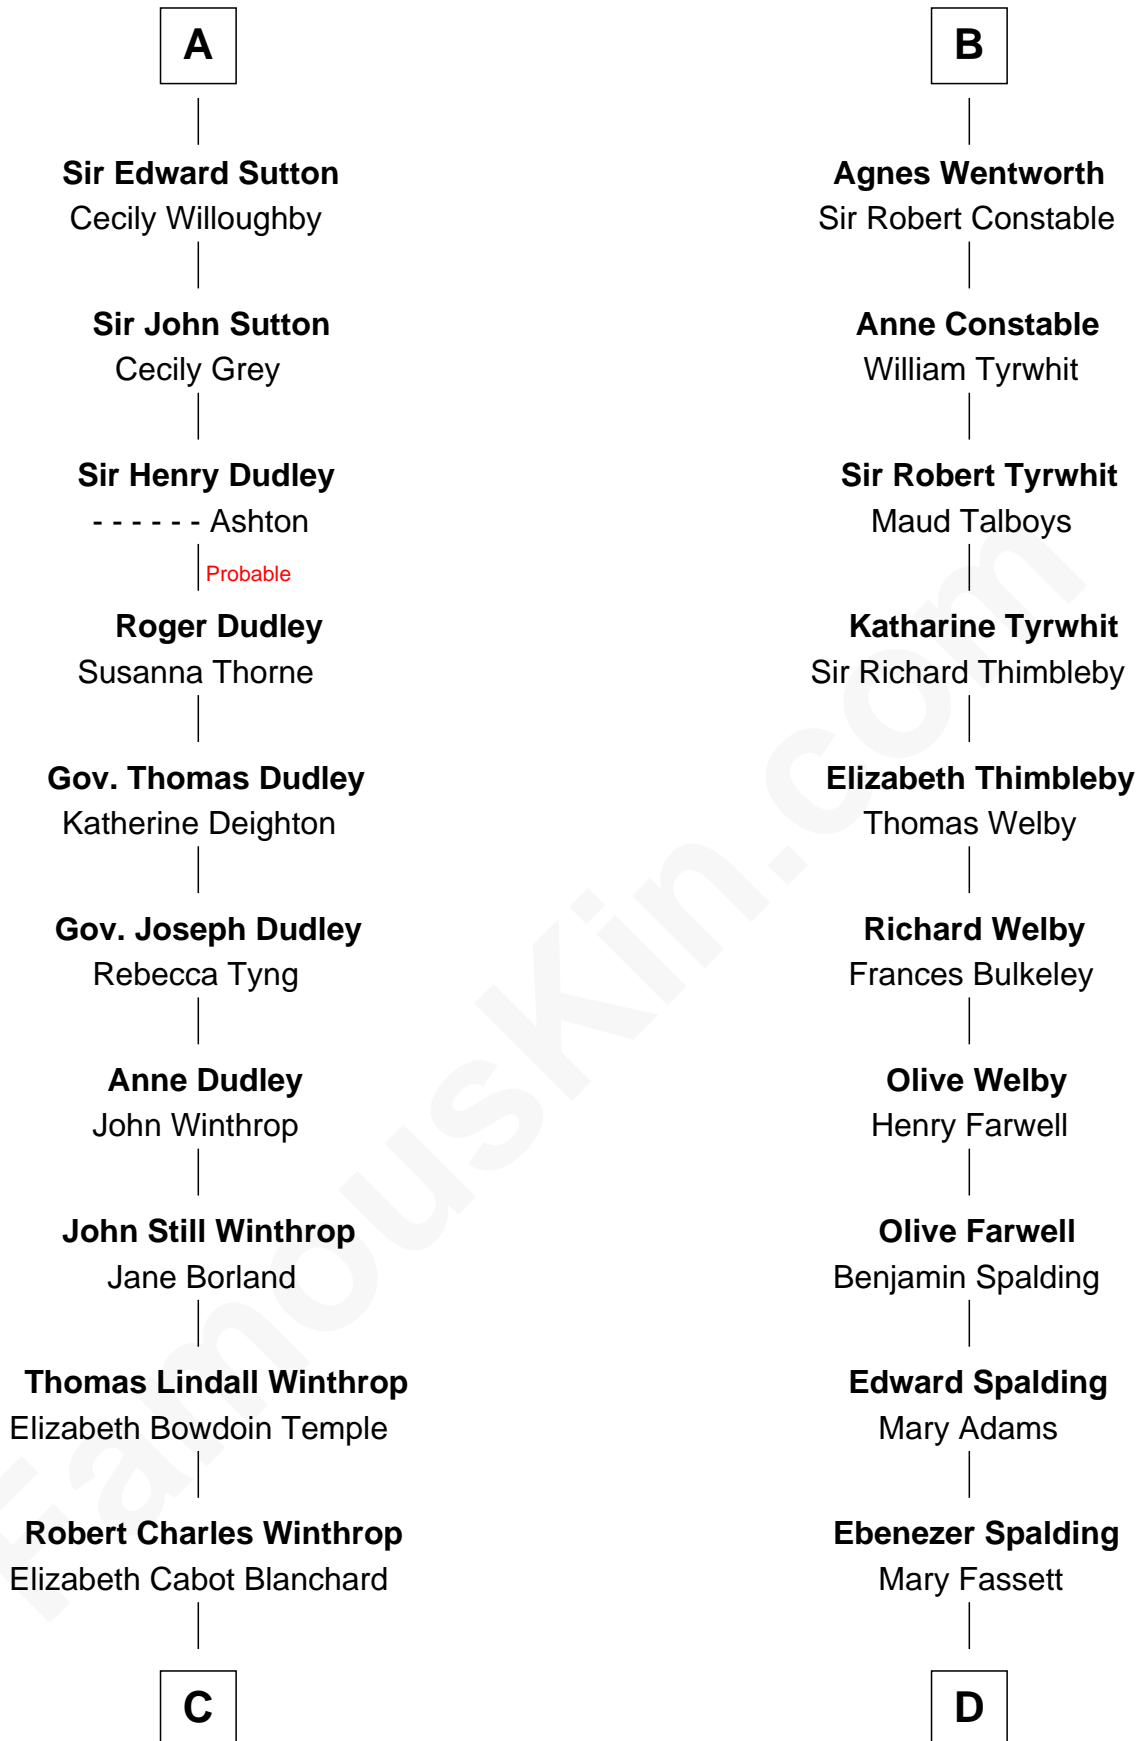 A
Sir Edward Sutton
Cecily Willoughby
Sir John Sutton
Cecily Grey
Sir Henry Dudley
- - - - - - Ashton
Probable
Roger Dudley
Susanna Thorne
Gov. Thomas Dudley
Katherine Deighton
Gov. Joseph Dudley
Rebecca Tyng
Anne Dudley
John Winthrop
John Still Winthrop
Jane Borland
Thomas Lindall Winthrop
Elizabeth Bowdoin Temple
Robert Charles Winthrop
Elizabeth Cabot Blanchard
C
B
Agnes Wentworth
Sir Robert Constable
Anne Constable
William Tyrwhit
Sir Robert Tyrwhit
Maud Talboys
Katharine Tyrwhit
Sir Richard Thimbleby
Elizabeth Thimbleby
Thomas Welby
Richard Welby
Frances Bulkeley
Olive Welby
Henry Farwell
Olive Farwell
Benjamin Spalding
Edward Spalding
Mary Adams
Ebenezer Spalding
Mary Fassett
D
FamousKin.com